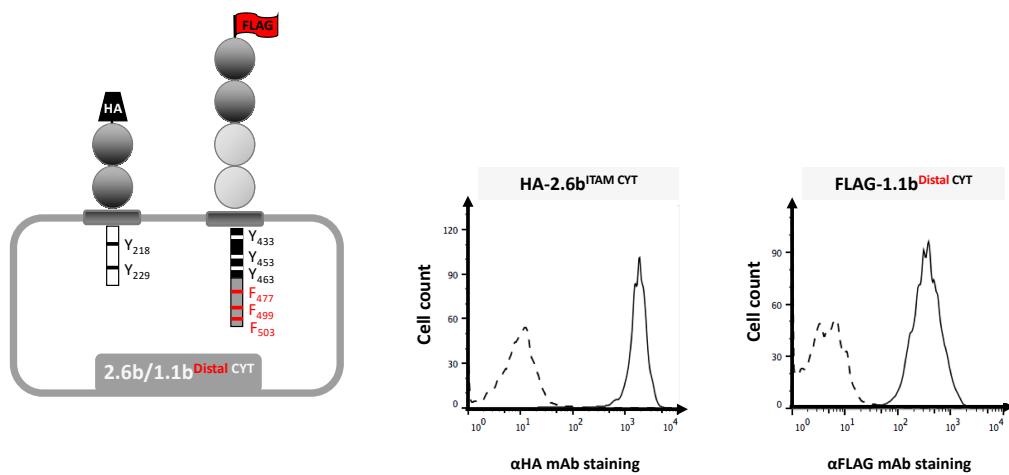 FLAG
HA
Y218
Y229
Y433
Y453
Y463
F477
F499
F503
2.6b/1.1bDistal CYT
HA-2.6bITAM CYT
Cell count
120
90
60
30
0
10⁰ 10¹ 10² 10³ 10⁴
αHA mAb staining
FLAG-1.1bDistal CYT
Cell count
90
60
30
0
10⁰ 10¹ 10² 10³ 10⁴
αFLAG mAb staining